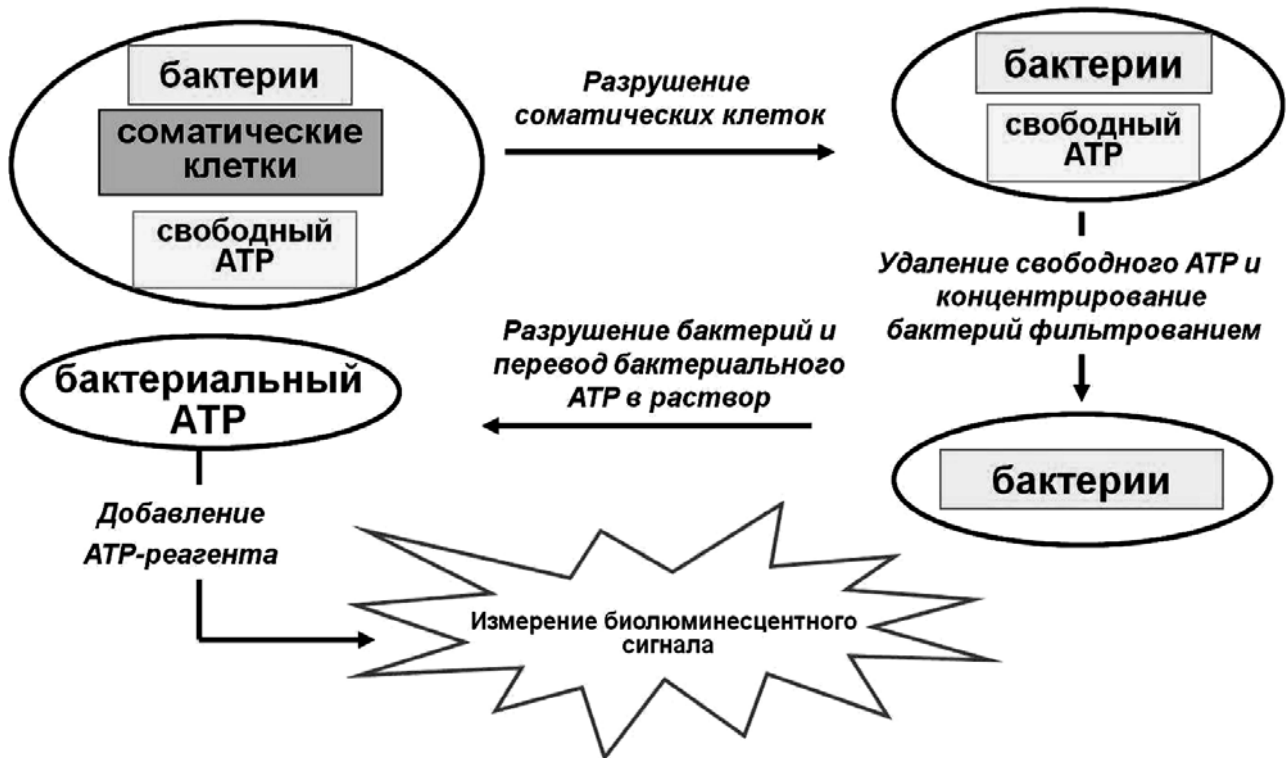 бактерии
соматические
клетки
свободный
АТР
Разрушение
соматических клеток
бактерии
свободный
АТР
Удаление свободного АТР и
концентрирование
бактерий фильтрованием
бактерии
Разрушение бактерий и
перевод бактериального
АТР в раствор
бактериальный
АТР
Добавление
АТР-реагента
Измерение биолюминесцентного
сигнала